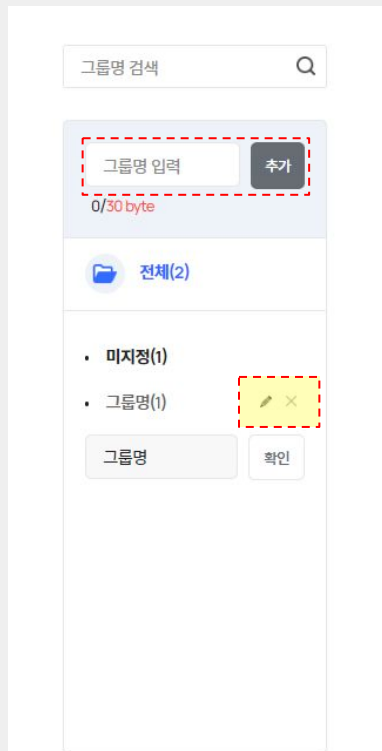 그룹명 검색
그룹명 입력
추가
0/30 byte
전체(2)
• 미지정(1)
• 그룹명(1)
그룹명
확인